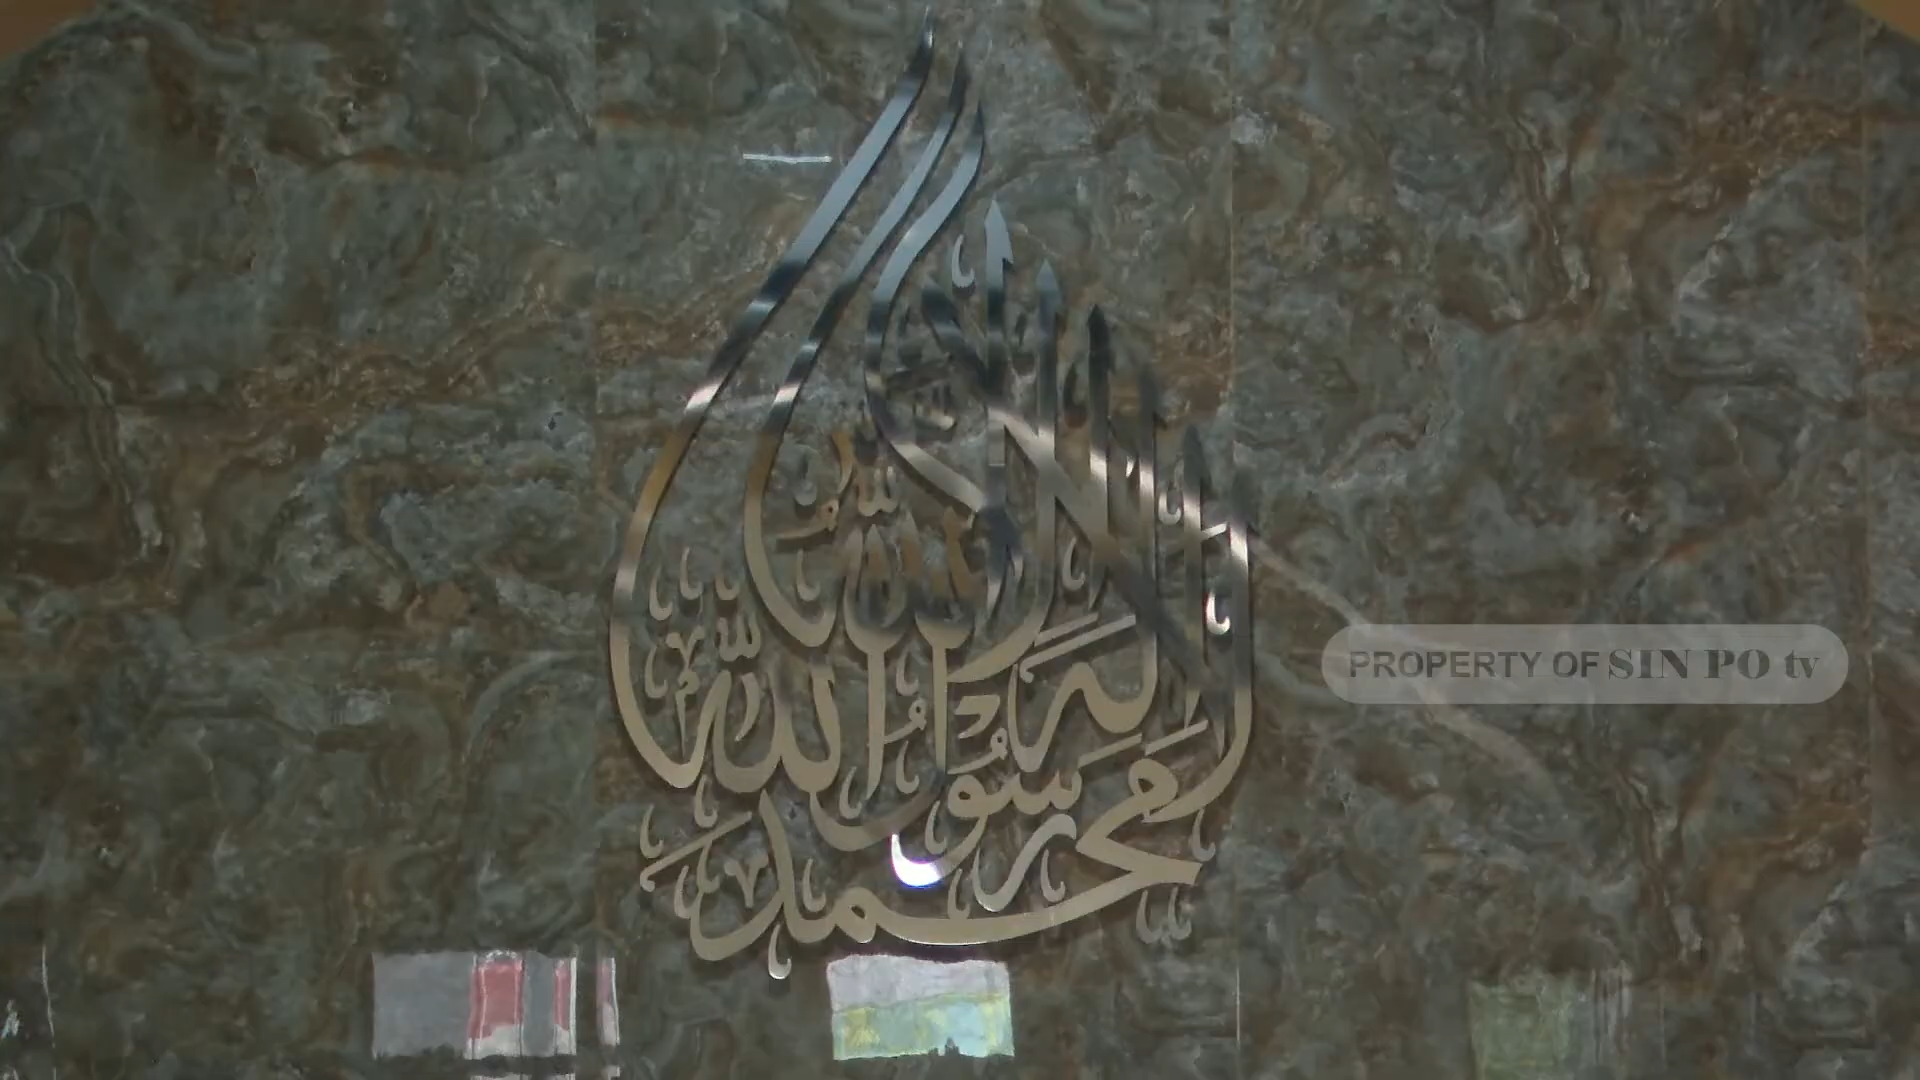 لا إله إلا الله
محمد رسول الله
PROPERTY OF SIN PO tv